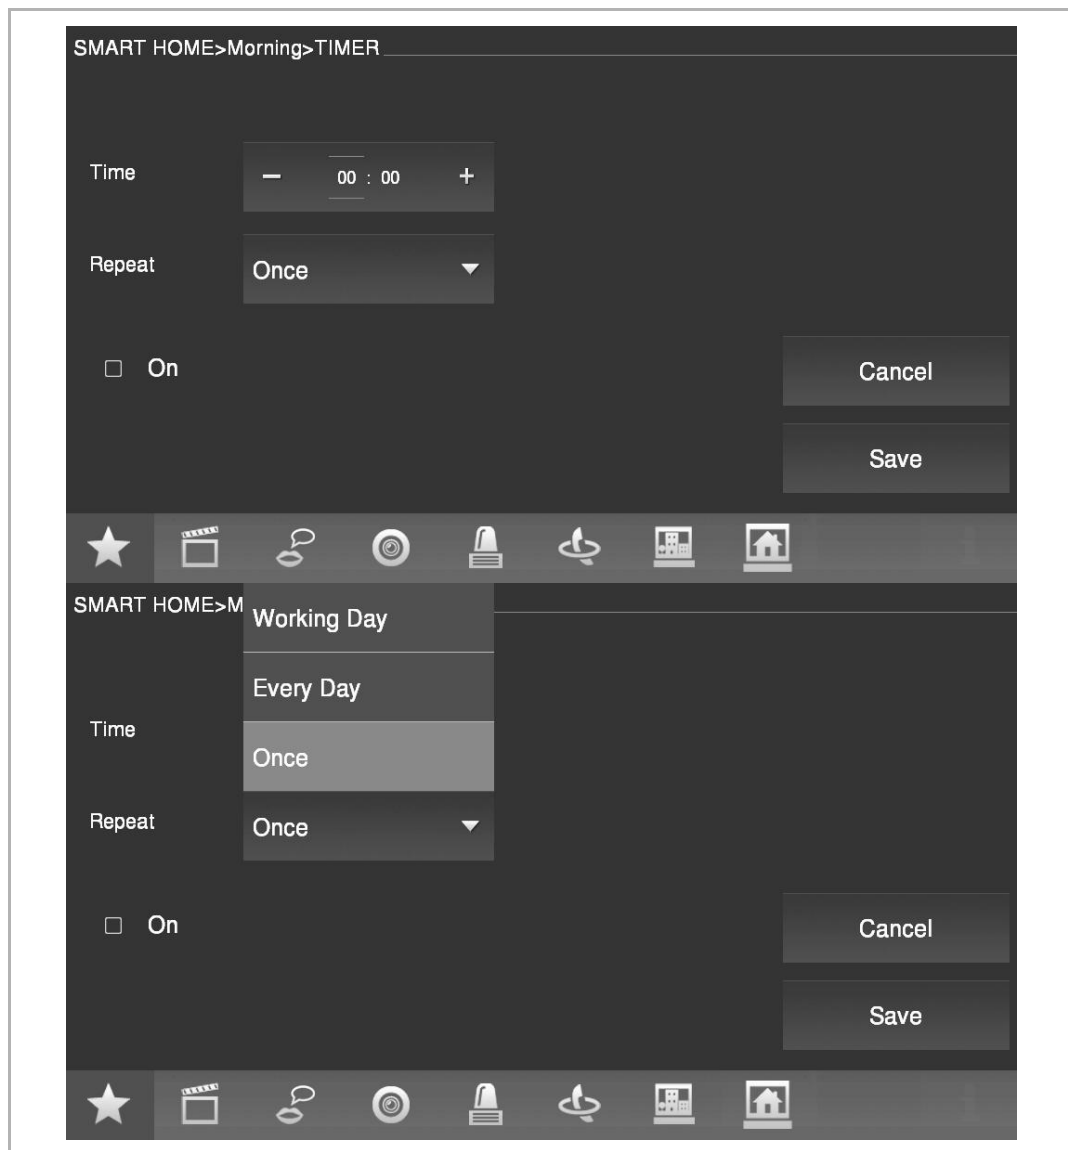 SMART HOME>Morning>TIMER
Time
− 00 : 00 +
Repeat
Once
On
Cancel
Save
SMART HOME>M
Working Day
Every Day
Time
Once
Repeat
Once
On
Cancel
Save